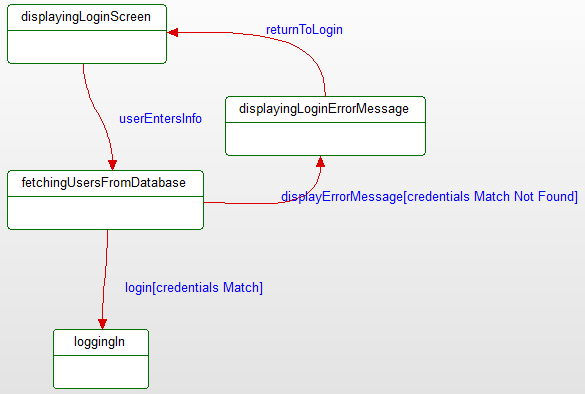 displayingLoginScreen
returnToLogin
displayingLoginErrorMessage
userEntersInfo
fetchingUsersFromDatabase
displayErrorMessage[credentials Match Not Found]
login[credentials Match]
loggingIn